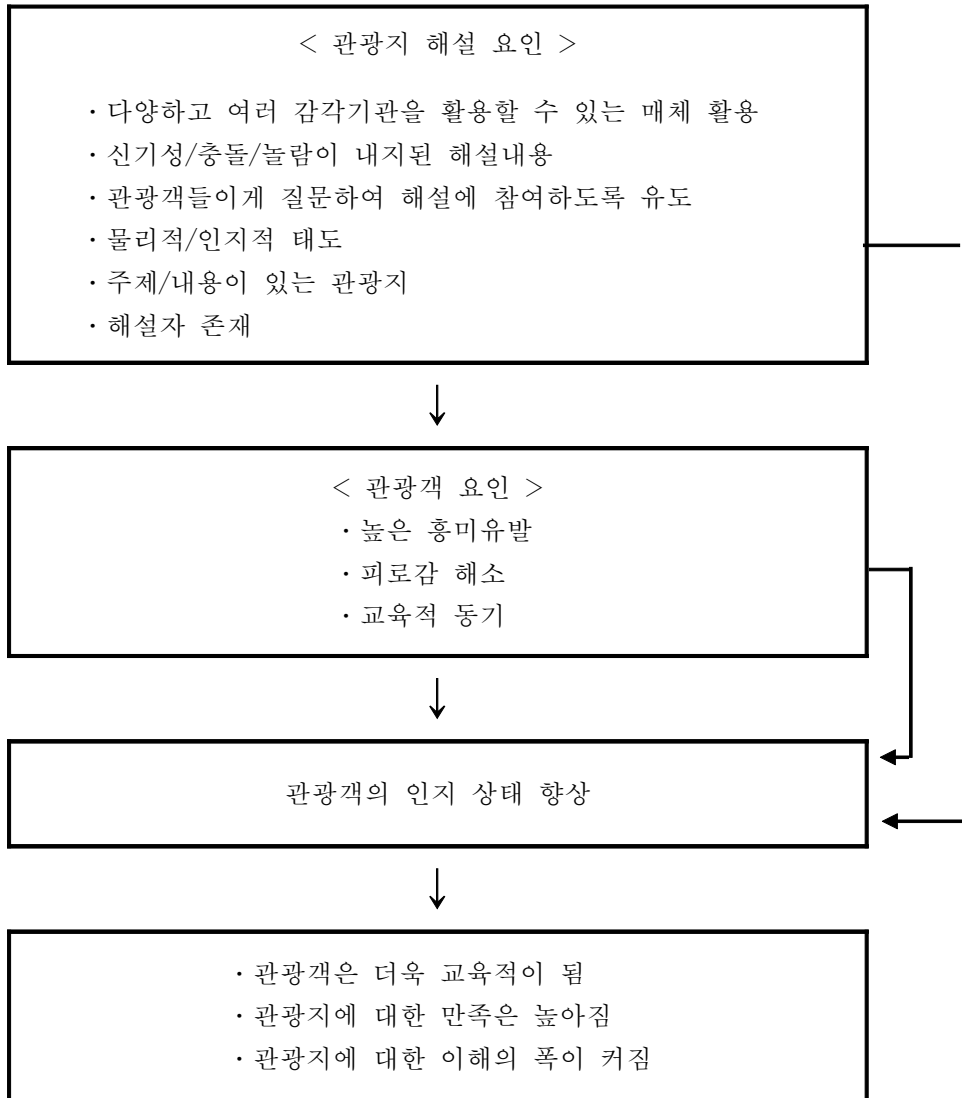 < 관광지 해설 요인 >
· 다양하고 여러 감각기관을 활용할 수 있는 매체 활용
· 신기성/충돌/놀람이 내지된 해설내용
· 관광객들이게 질문하여 해설에 참여하도록 유도
· 물리적/인지적 태도
· 주제/내용이 있는 관광지
· 해설자 존재
↓
< 관광객 요인 >
· 높은 흥미유발
· 피로감 해소
· 교육적 동기
↓
관광객의 인지 상태 향상
↓
· 관광객은 더욱 교육적이 됨
· 관광지에 대한 만족은 높아짐
· 관광지에 대한 이해의 폭이 커짐